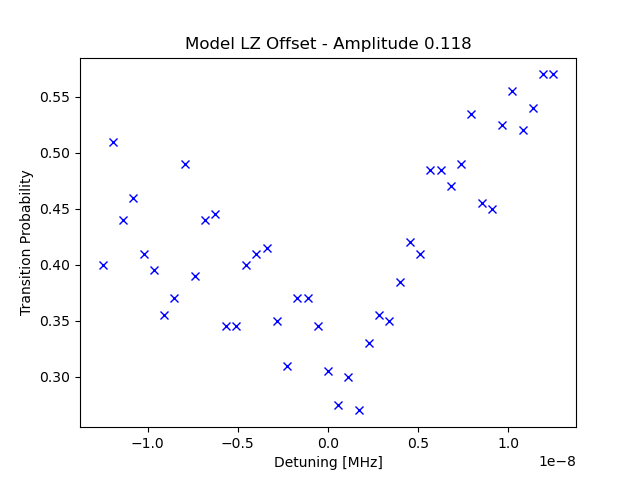 Model LZ Offset - Amplitude 0.118
Transition Probability
0.55
0.50
0.45
0.40
0.35
0.30
−1.0 −0.5 0.0 0.5 1.0
1e−8
Detuning [MHz]